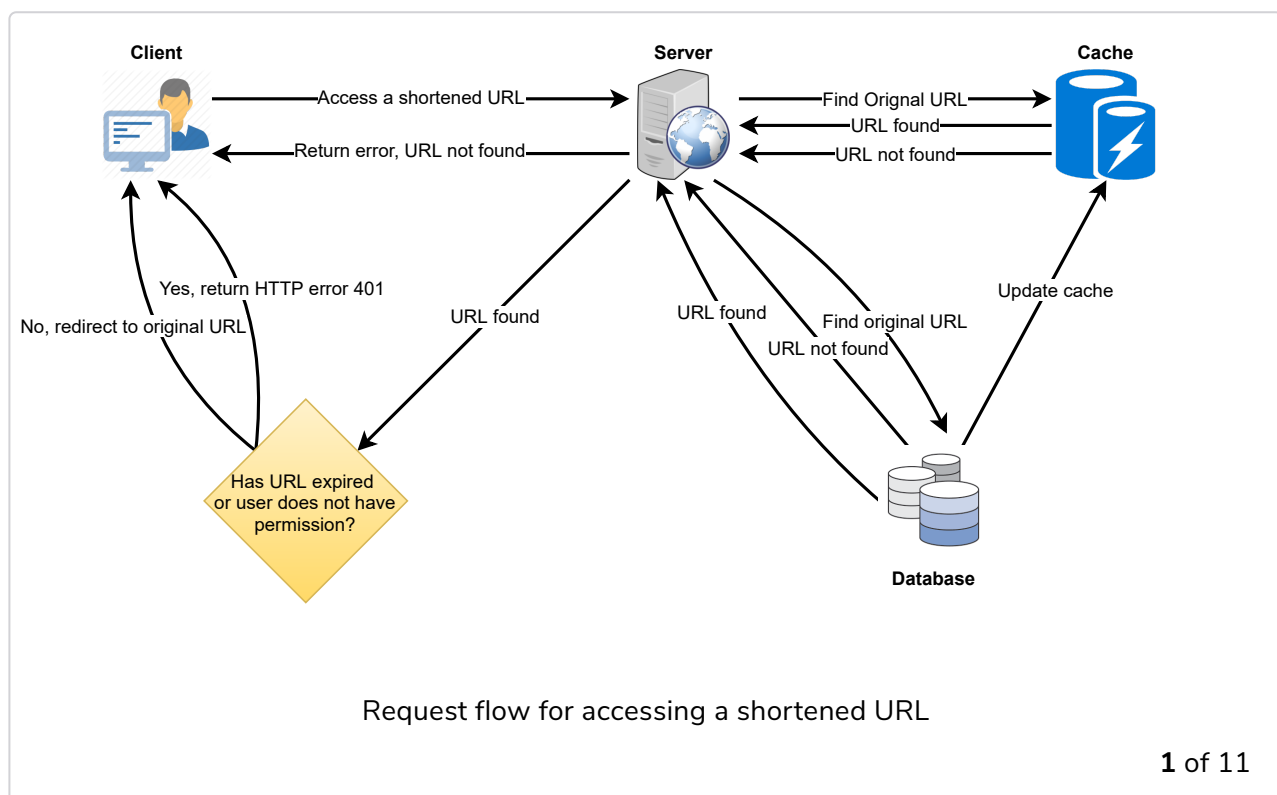 Client
Server
Cache
Access a shortened URL
Find Orignal URL
URL found
Return error, URL not found
URL not found
Yes, return HTTP error 401
No, redirect to original URL
URL found
URL found
Find original URL
URL not found
Update cache
Has URL expired
or user does not have
permission?
Database
Request flow for accessing a shortened URL
1 of 11